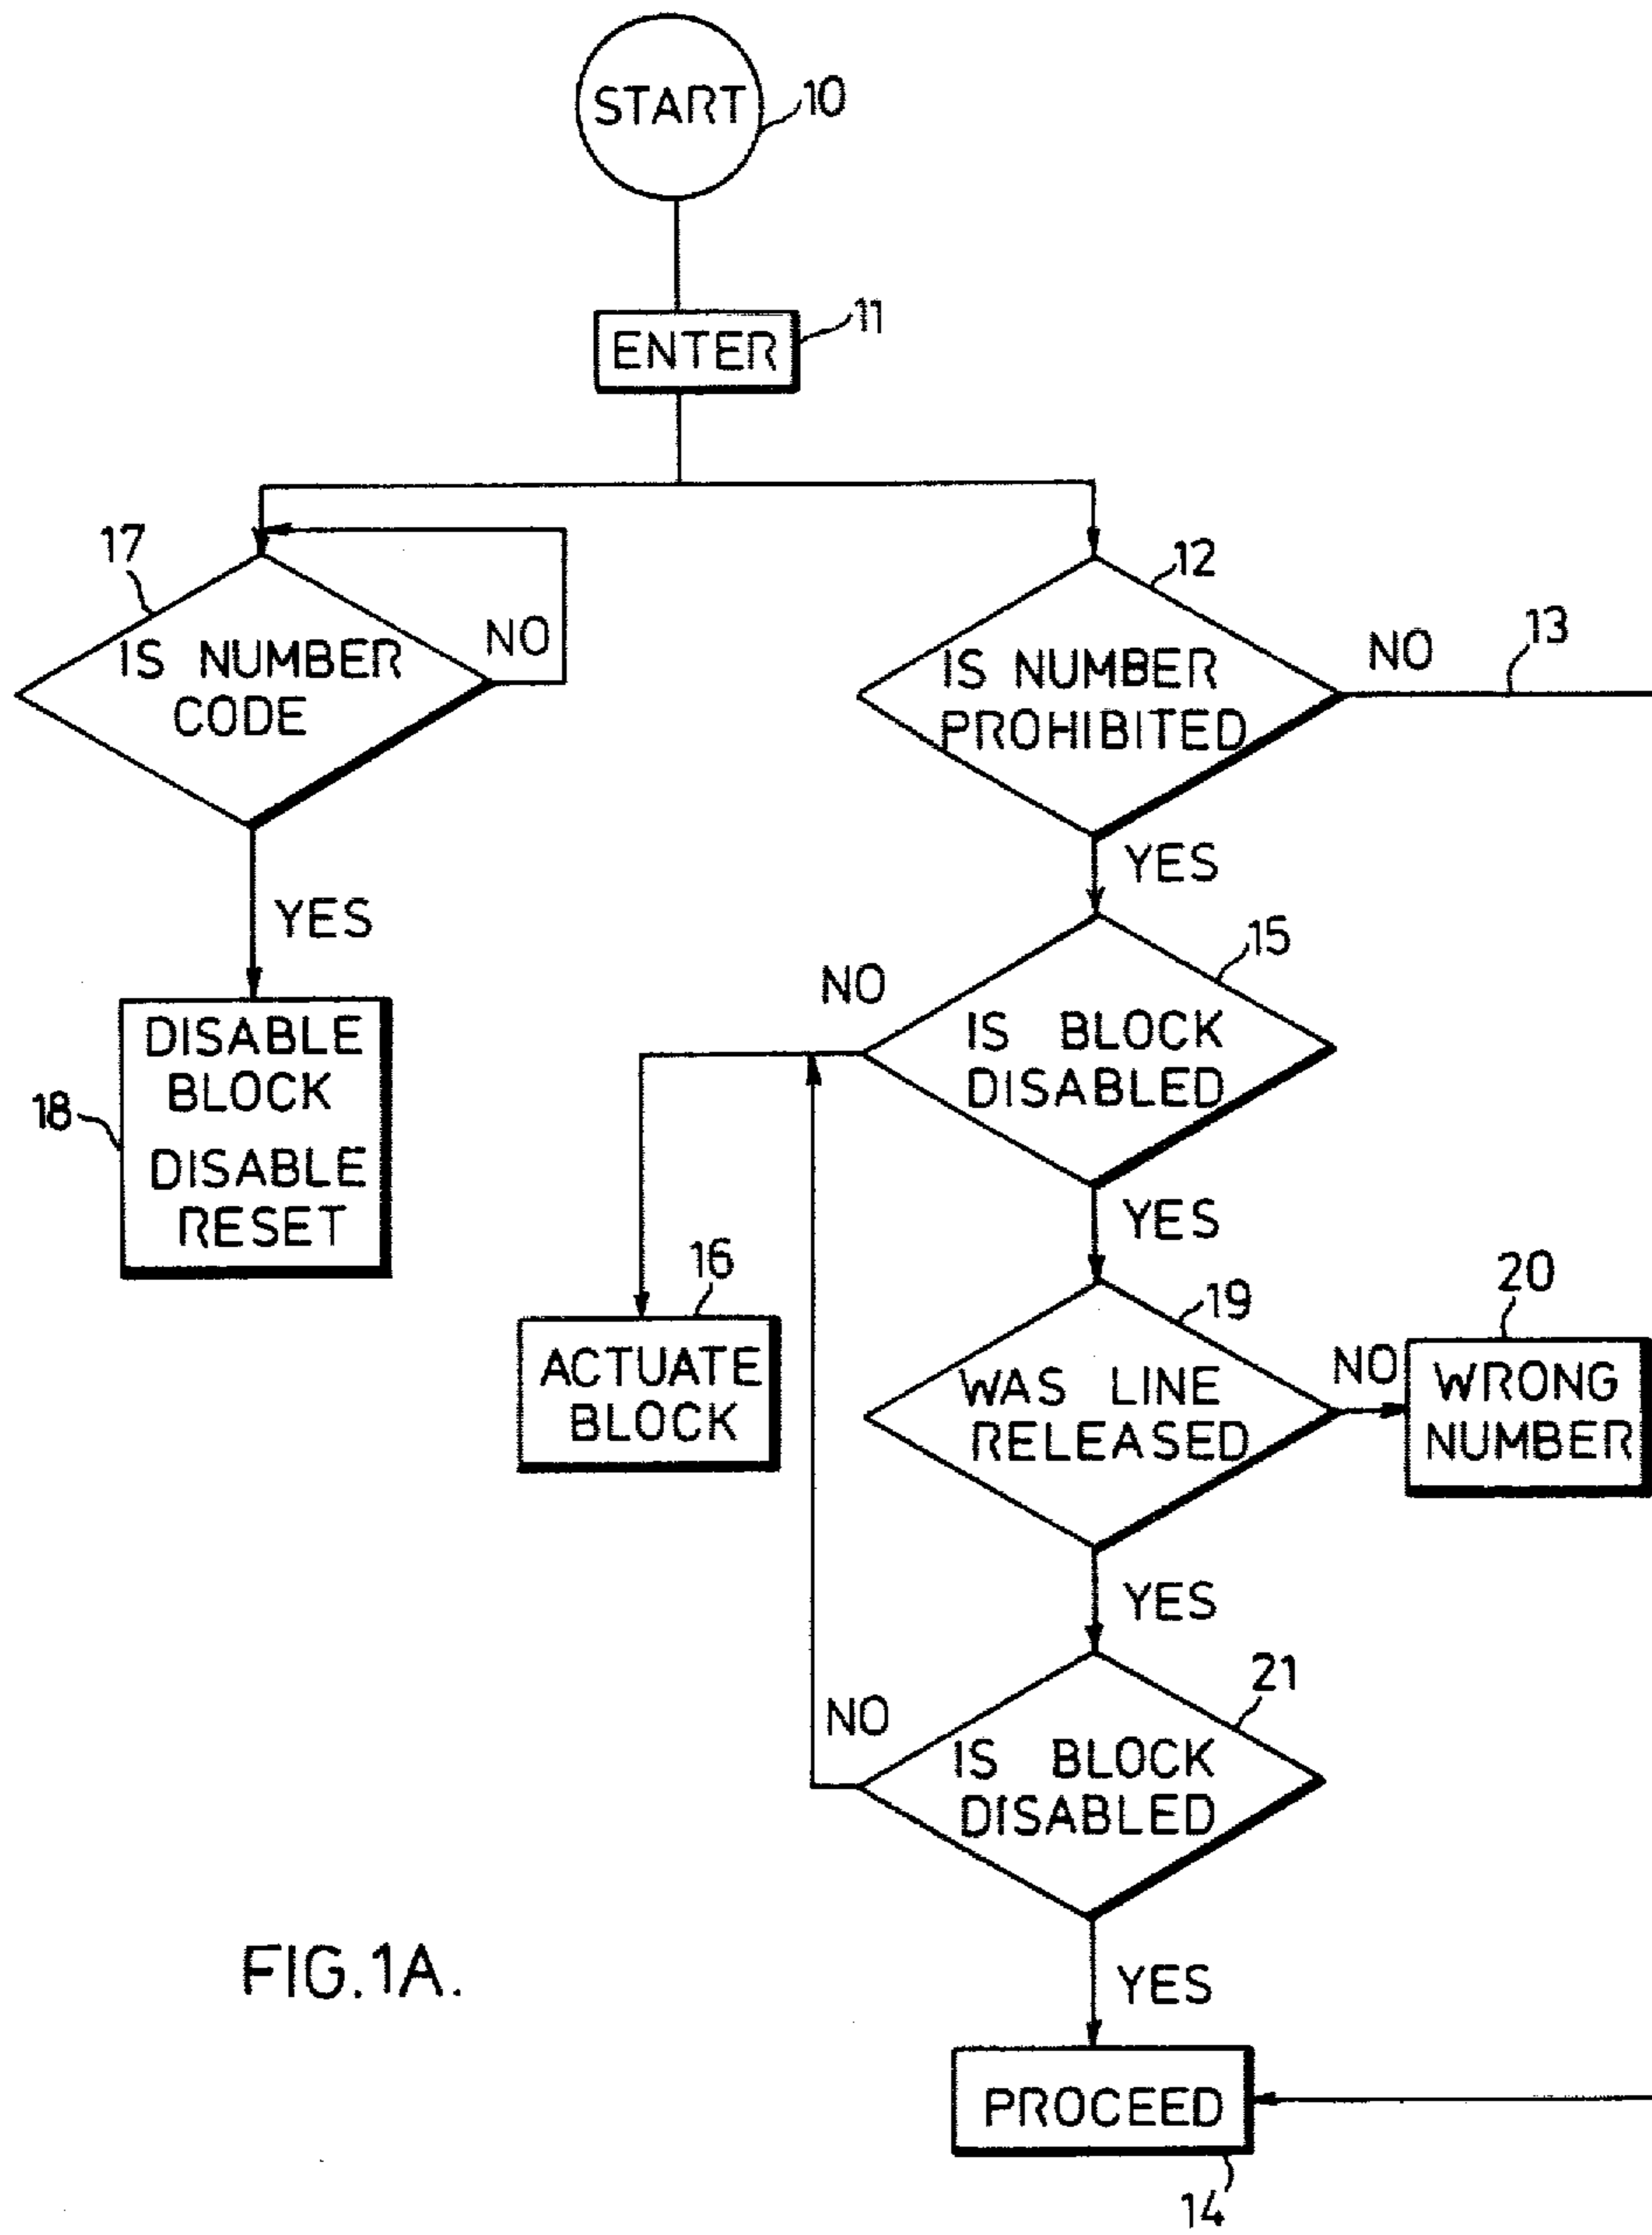 START
10
ENTER
11
17
IS NUMBER
CODE
NO
12
IS NUMBER
PROHIBITED
NO
13
YES
YES
15
NO
IS BLOCK
DISABLED
DISABLE
BLOCK
DISABLE
RESET
18
YES
16
ACTUATE
BLOCK
19
WAS LINE
RELEASED
NO
20
WRONG
NUMBER
YES
21
NO
IS BLOCK
DISABLED
YES
FIG.1A.
PROCEED
14